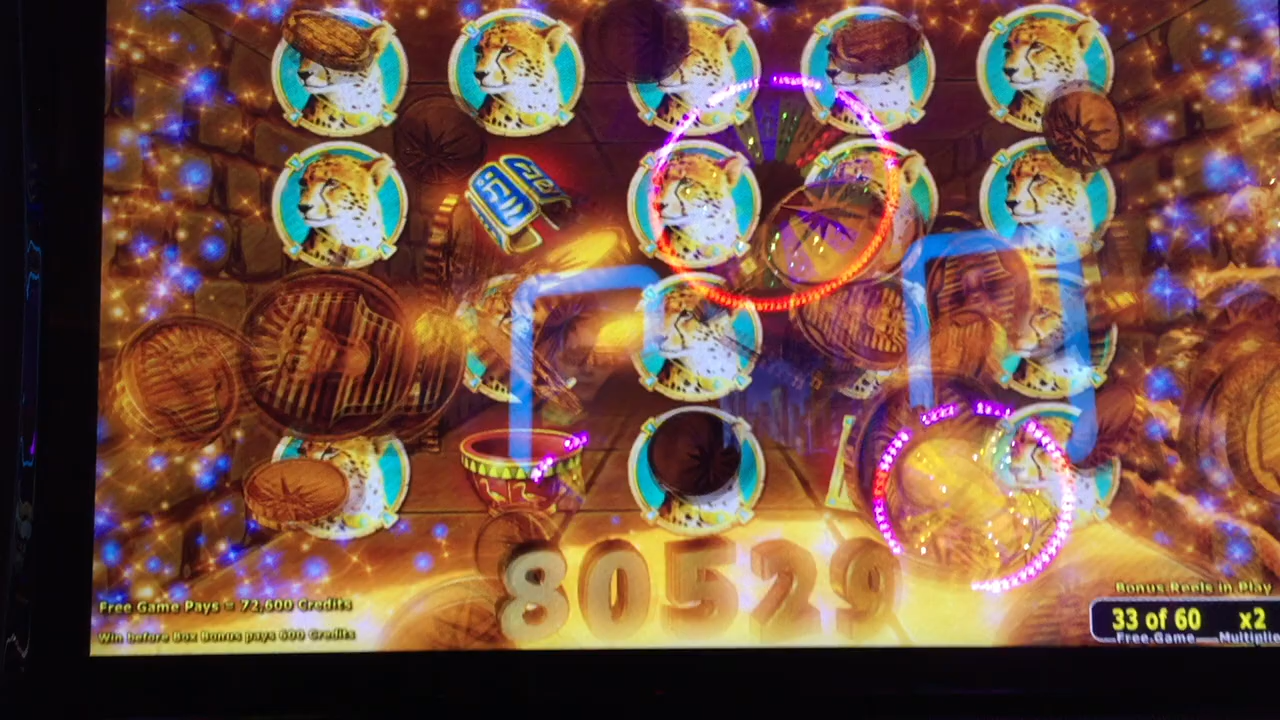 80529
Free Game Pays = 72,600 Credits
Win before Box Bonus pays 600 Credits
Bonus Reels in Play
33 of 60 x2
Free Game